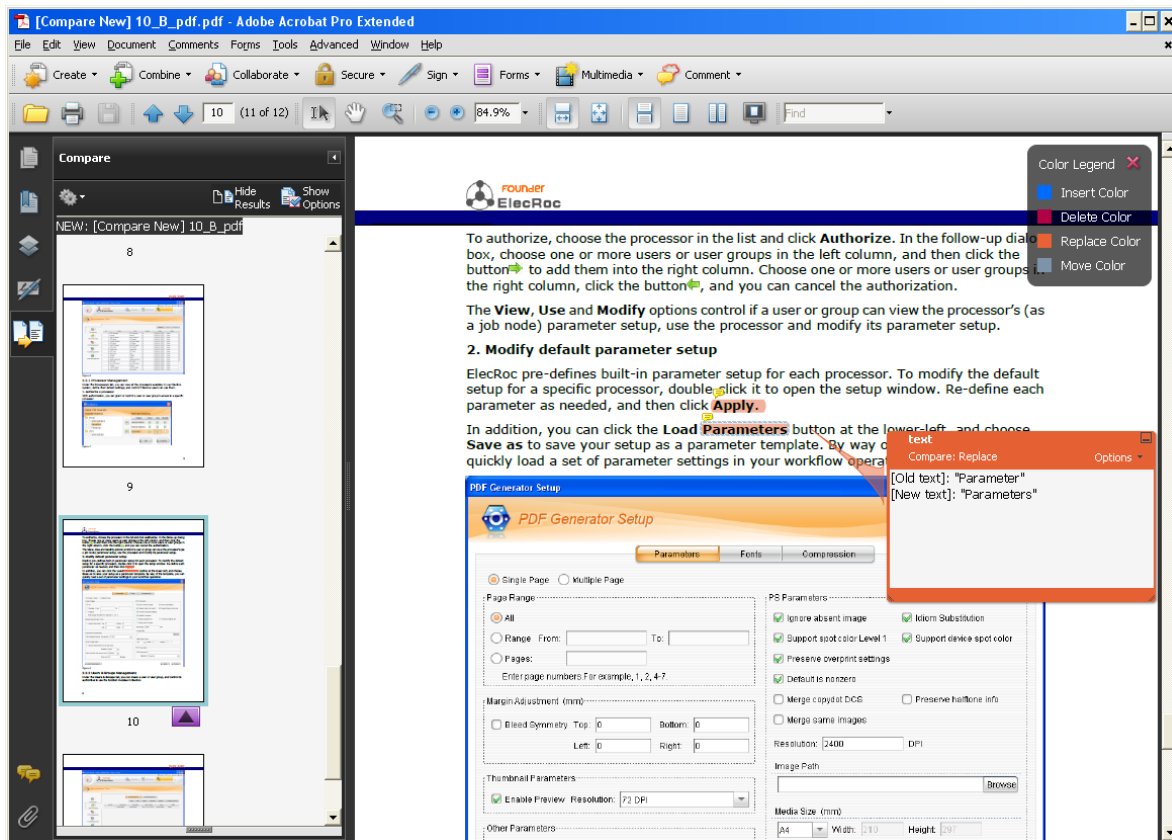 [Compare New] 10_B_pdf.pdf - Adobe Acrobat Pro Extended
File Edit View Document Comments Forms Tools Advanced Window Help
Create Combine Collaborate Secure Sign Forms Multimedia Comment
10 (11 of 12) 84.9% Find
Compare
Hide Results Show Options
NEW: [Compare New] 10_B_pdf
8
9
10
Founder
ElecRoc
Color Legend
Insert Color
Delete Color
Replace Color
Move Color
To authorize, choose the processor in the list and click Authorize. In the follow-up
box, choose one or more users or user groups in the left column, and then click the
button to add them into the right column. Choose one or more users or user groups
the right column, click the button, and you can cancel the authorization.
The View, Use and Modify options control if a user or group can view the processor's (as
a job node) parameter setup, use the processor and modify its parameter setup.
2. Modify default parameter setup
ElecRoc pre-defines built-in parameter setup for each processor. To modify the default
setup for a specific processor, double-click it to open the setup window. Re-define each
parameter as needed, and then click Apply.
In addition, you can click the Load Parameters button at the lower-left, and choose
Save as to save your setup as a parameter template. By way
quickly load a set of parameter settings in your workflow
text
Compare: Replace Options
[Old text]: "Parameter"
[New text]: "Parameters"
PDF Generator Setup
PDF Generator Setup
Parameters Fonts Compression
Single Page Multiple Page
Page Range
All
Range From: To:
Pages:
Enter page numbers.For example, 1, 2, 4-7.
Margin Adjustment (mm)
Bleed Symmetry Top: 0 Bottom: 0
Left: 0 Right: 0
Thumbnail Parameters
Enable Preview Resolution: 72 DPI
Other Parameters
PS Parameters
Ignore absent image Idiom Substitution
Support spot color Level 1 Support device spot color
Preserve overprint settings
Default is nonzero
Merge copydot DCS Preserve halftone info
Merge same images
Resolution: 2400 DPI
Image Path
Browse
Media Size (mm)
A4 Width: 210 Height: 297